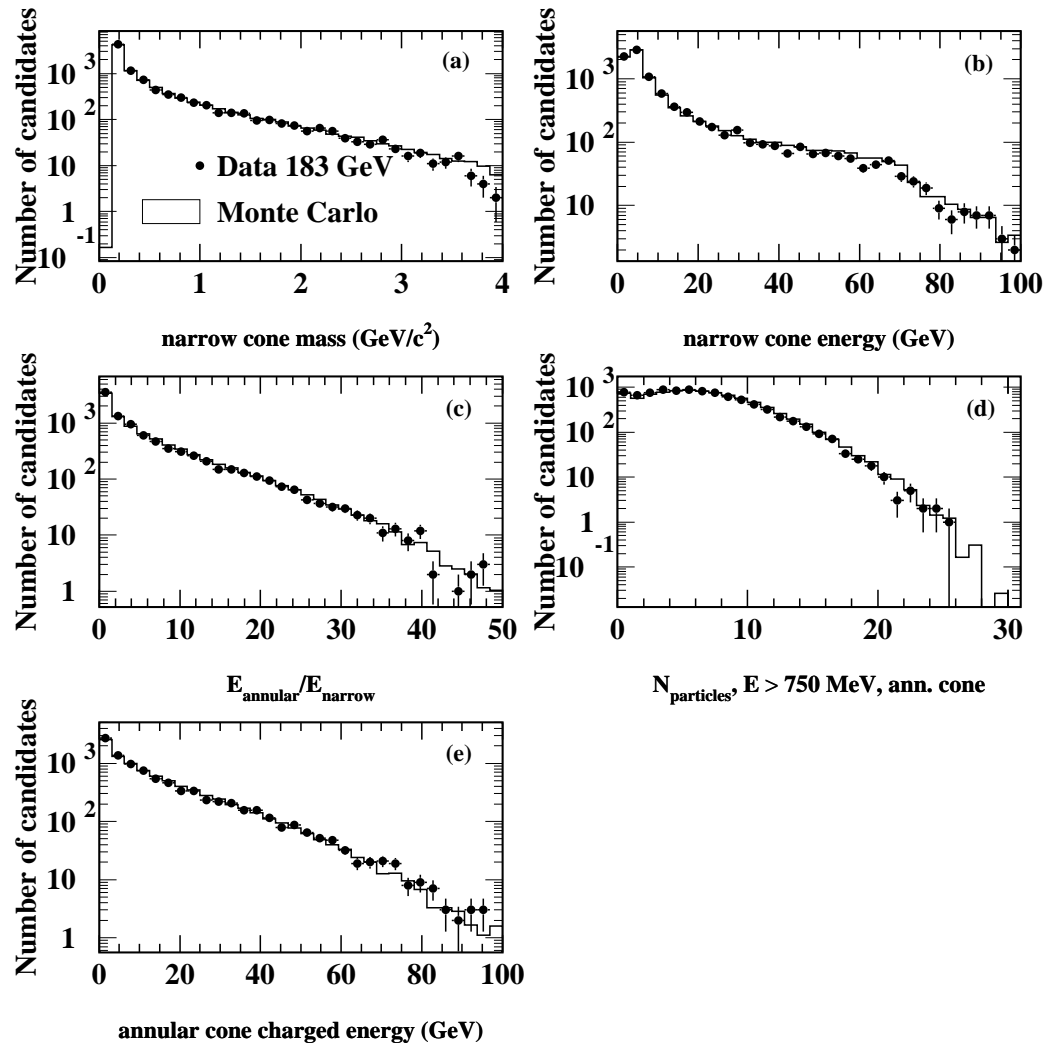 Number of candidates
10 3
10 2
10
1
10 -1
(a)
Data 183 GeV
Monte Carlo
0 1 2 3 4
narrow cone mass (GeV/c2)
Number of candidates
10 3
10 2
10
(b)
0 20 40 60 80 100
narrow cone energy (GeV)
Number of candidates
10 3
10 2
10
1
(c)
0 10 20 30 40 50
Eannular/Enarrow
Number of candidates
10 3
10 2
10
1
10 -1
(d)
0 10 20 30
Nparticles, E > 750 MeV, ann. cone
Number of candidates
10 3
10 2
10
1
(e)
0 20 40 60 80 100
annular cone charged energy (GeV)